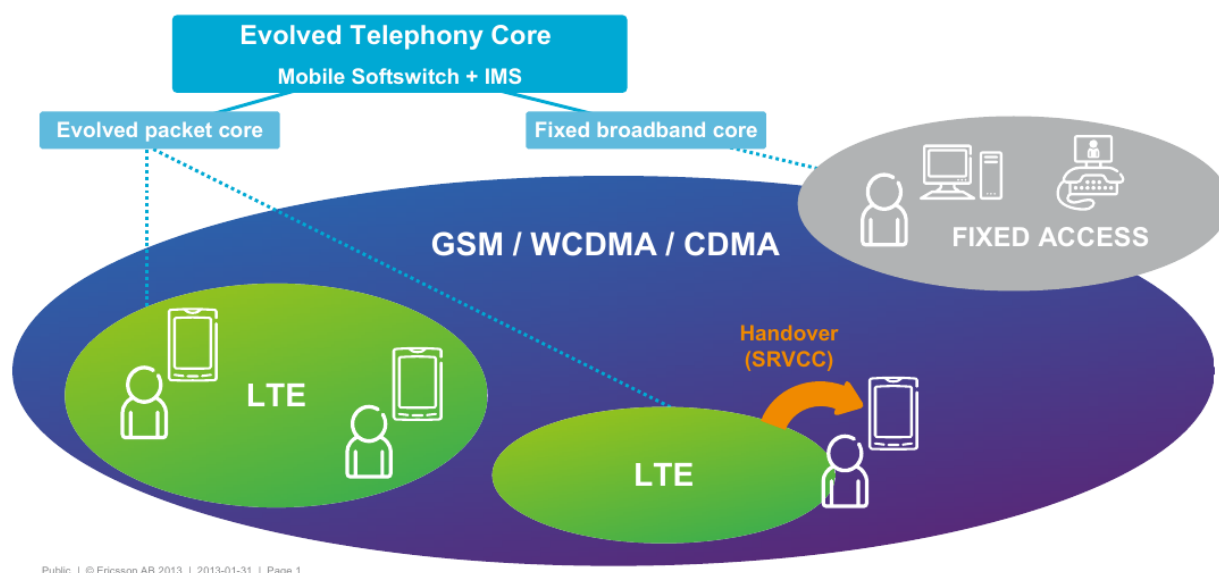 Evolved Telephony Core
Mobile Softswitch + IMS
Evolved packet core
Fixed broadband core
FIXED ACCESS
GSM / WCDMA / CDMA
Handover
(SRVCC)
LTE
LTE
Public | © Ericsson AB 2013 | 2013-01-31 | Page 1